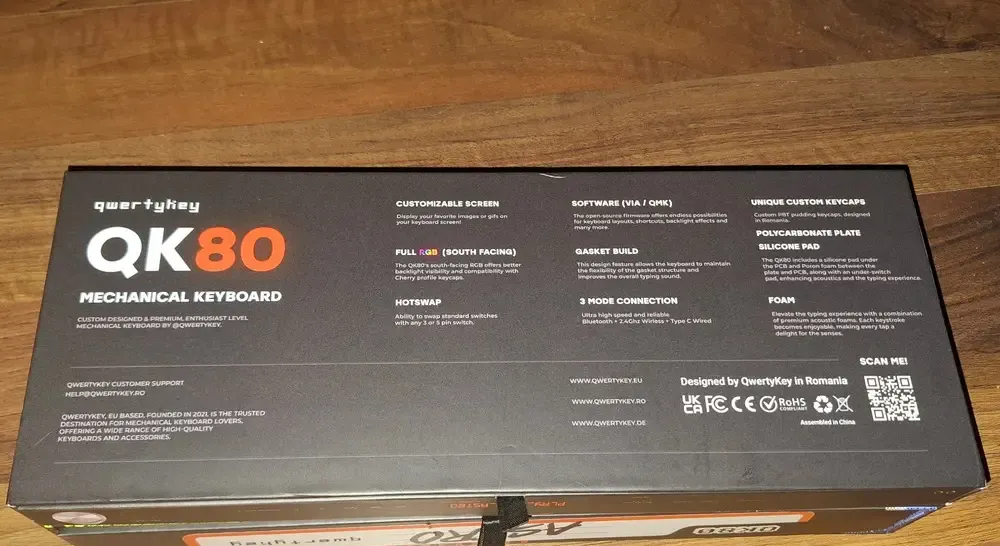 qwertykey
QK80
MECHANICAL KEYBOARD
CUSTOM DESIGNED & PREMIUM, ENTHUSIAST LEVEL
MECHANICAL KEYBOARD BY @QWERTYKEY.
CUSTOMIZABLE SCREEN
Display your favorite images or gifs on
your keyboard screen!
FULL RGB (SOUTH FACING)
The QK80's south-facing RGB offers better
backlight visibility and compatibility with
Cherry profile keycaps.
HOTSWAP
Ability to swap standard switches
with any 3 or 5 pin switch.
SOFTWARE (VIA / QMK)
The open-source firmware offers endless possibilities
for keyboard layouts, shortcuts, backlight effects and
many more.
GASKET BUILD
This design feature allows the keyboard to maintain
the flexibility of the gasket structure and
improves the overall typing sound.
3 MODE CONNECTION
Ultra high speed and reliable
Bluetooth + 2.4Ghz Wirless + Type C Wired
UNIQUE CUSTOM KEYCAPS
Custom PBT pudding keycaps, designed
in Romania.
POLYCARBONATE PLATE
SILICONE PAD
The QK80 includes a silicone pad under
the PCB and Poron foam between the
plate and PCB, along with an under-switch
pad, enhancing acoustics and the typing experience.
FOAM
Elevate the typing experience with a combination
of premium acoustic foams. Each keystroke
becomes enjoyable, making every tap a
delight for the senses.
SCAN ME!
QWERTYKEY CUSTOMER SUPPORT
HELP@QWERTYKEY.RO
QWERTYKEY, EU BASED, FOUNDED IN 2021, IS THE TRUSTED
DESTINATION FOR MECHANICAL KEYBOARD LOVERS,
OFFERING A WIDE RANGE OF HIGH-QUALITY
KEYBOARDS AND ACCESSORIES.
WWW.QWERTYKEY.EU
WWW.QWERTYKEY.RO
WWW.QWERTYKEY.DE
Designed by QwertyKey in Romania
UK CA FC CE RoHS
COMPLIANT
Assembled in China
ASTRO
QK80
qwertykey